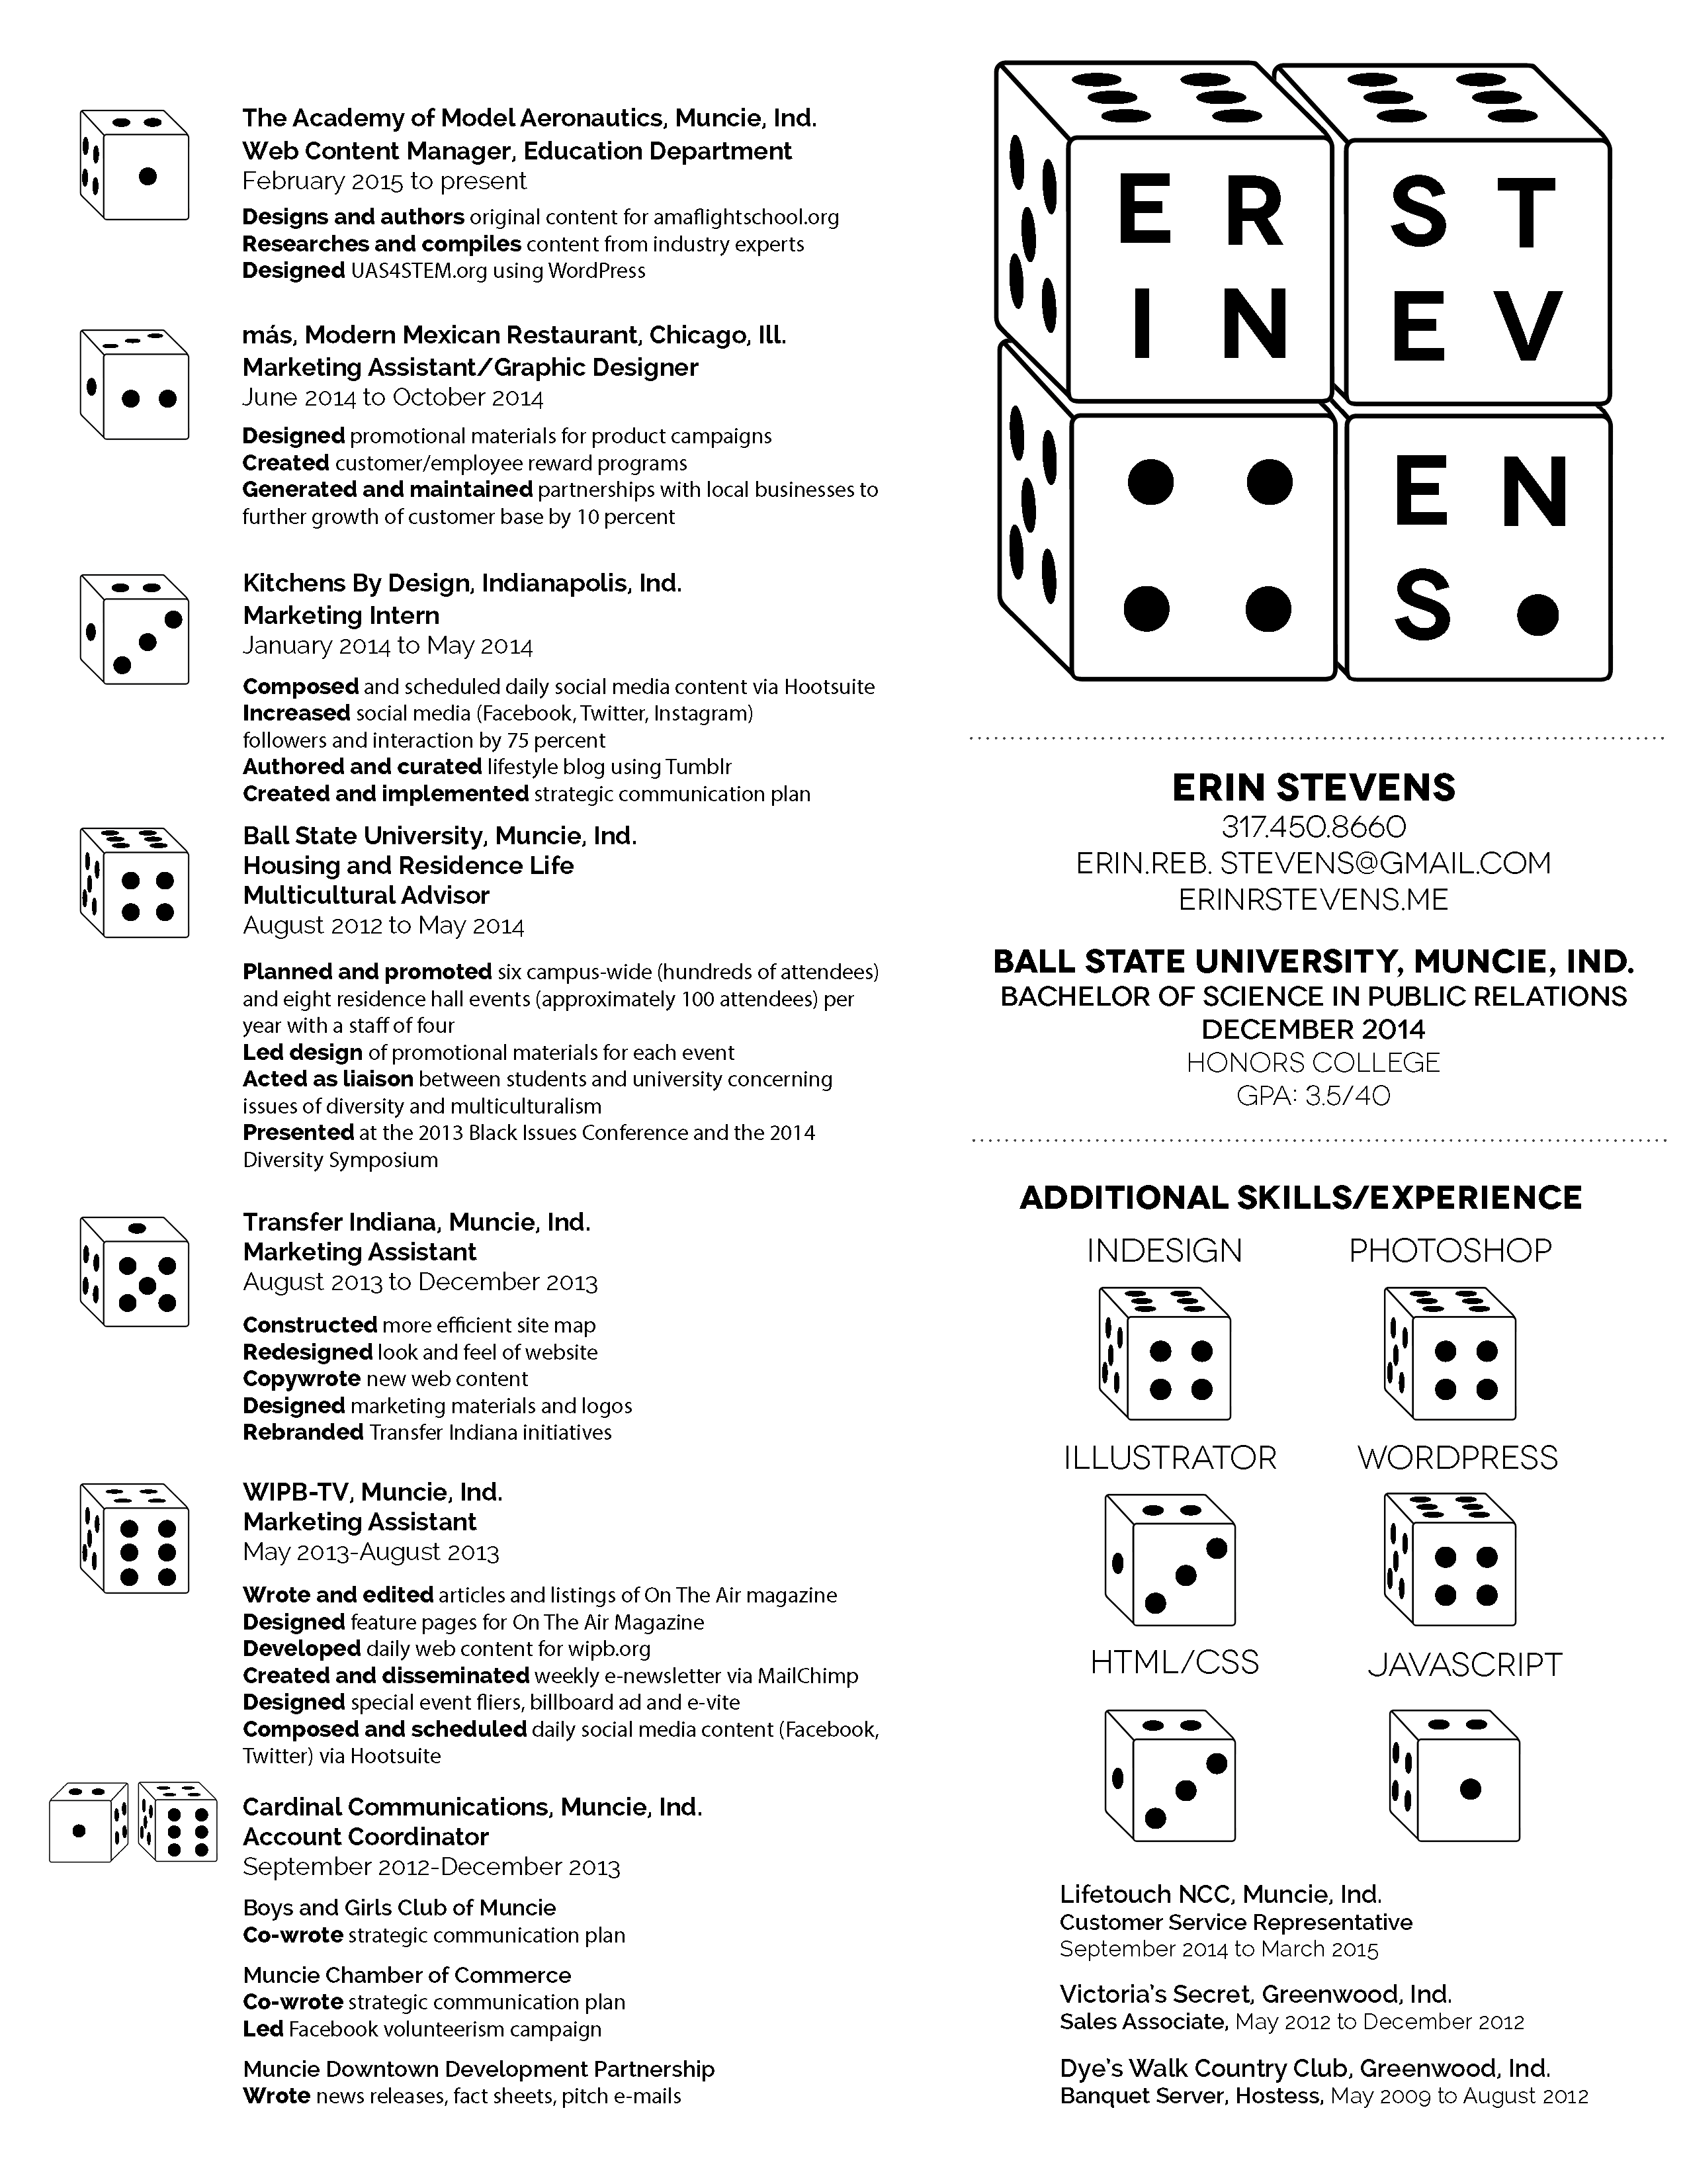 The Academy of Model Aeronautics, Muncie, Ind.
Web Content Manager, Education Department
February 2015 to present
Designs and authors original content for amaflightschool.org
Researches and compiles content from industry experts
Designed UAS4STEM.org using WordPress
más, Modern Mexican Restaurant, Chicago, Ill.
Marketing Assistant/Graphic Designer
June 2014 to October 2014
Designed promotional materials for product campaigns
Created customer/employee reward programs
Generated and maintained partnerships with local businesses to
further growth of customer base by 10 percent
Kitchens By Design, Indianapolis, Ind.
Marketing Intern
January 2014 to May 2014
Composed and scheduled daily social media content via Hootsuite
Increased social media (Facebook, Twitter, Instagram)
followers and interaction by 75 percent
Authored and curated lifestyle blog using Tumblr
Created and implemented strategic communication plan
Ball State University, Muncie, Ind.
Housing and Residence Life
Multicultural Advisor
August 2012 to May 2014
Planned and promoted six campus-wide (hundreds of attendees)
and eight residence hall events (approximately 100 attendees) per
year with a staff of four
Led design of promotional materials for each event
Acted as liaison between students and university concerning
issues of diversity and multiculturalism
Presented at the 2013 Black Issues Conference and the 2014
Diversity Symposium
Transfer Indiana, Muncie, Ind.
Marketing Assistant
August 2013 to December 2013
Constructed more efficient site map
Redesigned look and feel of website
Copywrote new web content
Designed marketing materials and logos
Rebranded Transfer Indiana initiatives
WIPB-TV, Muncie, Ind.
Marketing Assistant
May 2013-August 2013
Wrote and edited articles and listings of On The Air magazine
Designed feature pages for On The Air Magazine
Developed daily web content for wipb.org
Created and disseminated weekly e-newsletter via MailChimp
Designed special event fliers, billboard ad and e-vite
Composed and scheduled daily social media content (Facebook,
Twitter) via Hootsuite
Cardinal Communications, Muncie, Ind.
Account Coordinator
September 2012-December 2013
Boys and Girls Club of Muncie
Co-wrote strategic communication plan
Muncie Chamber of Commerce
Co-wrote strategic communication plan
Led Facebook volunteerism campaign
Muncie Downtown Development Partnership
Wrote news releases, fact sheets, pitch e-mails
E R
I N
S T
E V
E N
S
ERIN STEVENS
317.450.8660
ERIN.REB. STEVENS@GMAIL.COM
ERINRSTEVENS.ME
BALL STATE UNIVERSITY, MUNCIE, IND.
BACHELOR OF SCIENCE IN PUBLIC RELATIONS
DECEMBER 2014
HONORS COLLEGE
GPA: 3.5/40
ADDITIONAL SKILLS/EXPERIENCE
INDESIGN PHOTOSHOP
ILLUSTRATOR WORDPRESS
HTML/CSS JAVASCRIPT
Lifetouch NCC, Muncie, Ind.
Customer Service Representative
September 2014 to March 2015
Victoria's Secret, Greenwood, Ind.
Sales Associate, May 2012 to December 2012
Dye's Walk Country Club, Greenwood, Ind.
Banquet Server, Hostess, May 2009 to August 2012